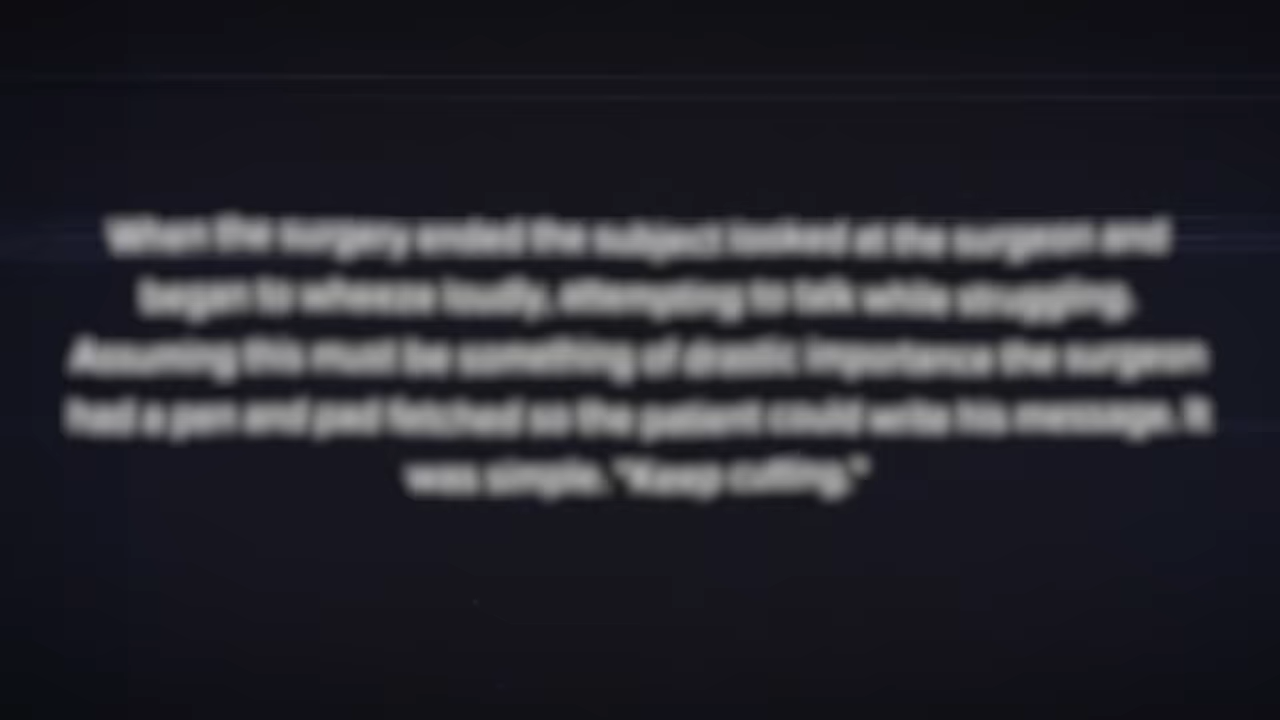 When the surgery ended the subject looked at the surgeon and
began to wheeze loudly, attempting to talk while struggling.
Assuming this must be something of drastic importance the surgeon
had a pen and pad fetched so the patient could write his message. It
was simple. "Keep cutting."